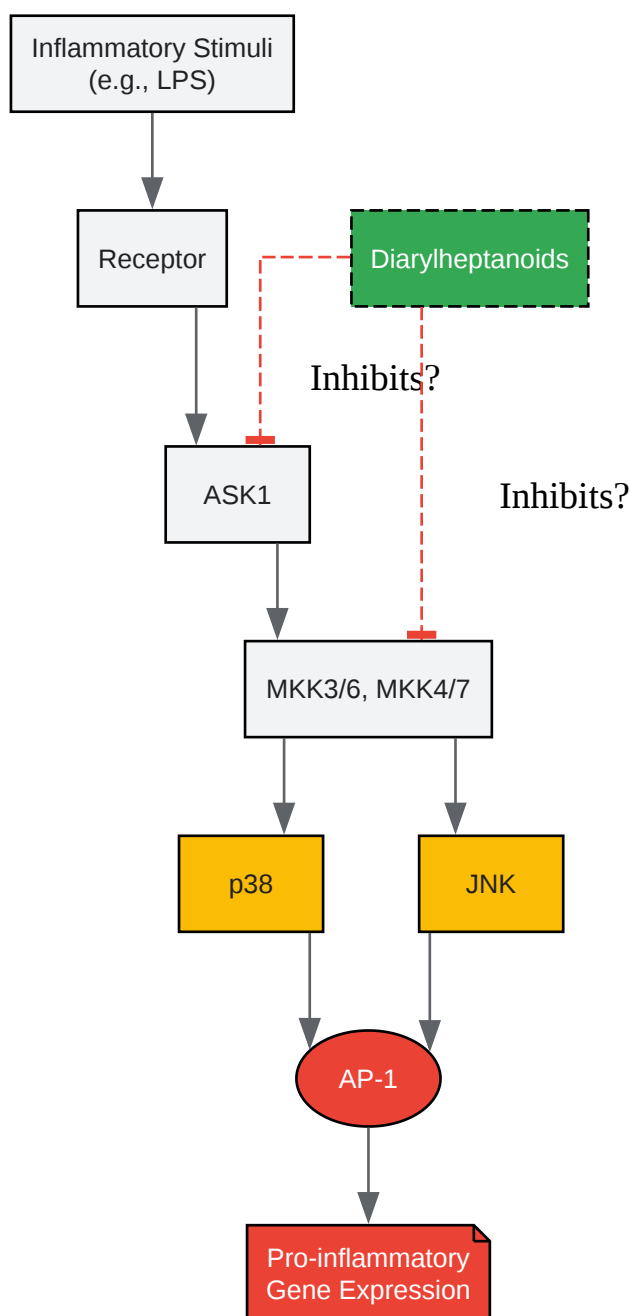 Inflammatory Stimuli
(e.g., LPS)
Receptor
Diarylheptanoids
Inhibits?
ASK1
Inhibits?
MKK3/6, MKK4/7
p38
JNK
AP-1
Pro-inflammatory
Gene Expression